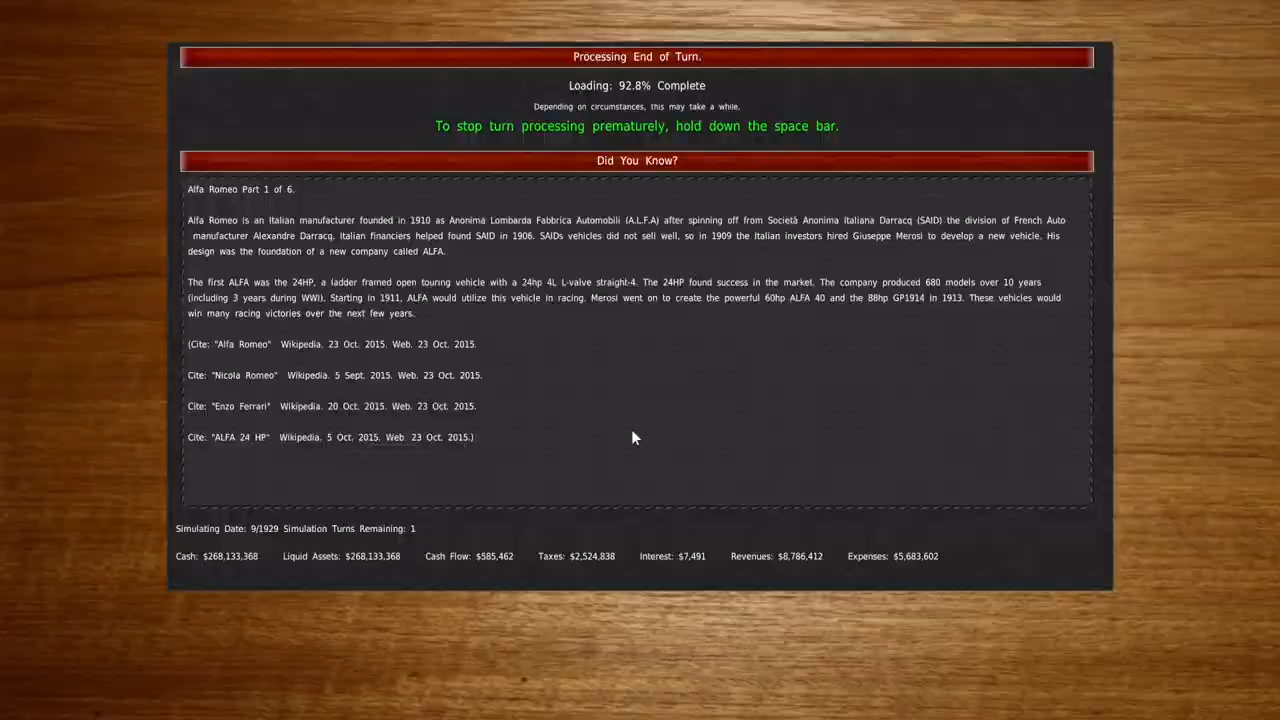 Processing End of Turn.
Loading: 92.8% Complete
Depending on circumstances, this may take a while.
To stop turn processing prematurely, hold down the space bar.
Did You Know?
Alfa Romeo Part 1 of 6.
Alfa Romeo is an Italian manufacturer founded in 1910 as Anonima Lombarda Fabbrica Automobili (A.L.F.A) after spinning off from Società Anonima Italiana Darracq (SAID) the division of French Auto
manufacturer Alexandre Darracq. Italian financiers helped found SAID in 1906. SAIDs vehicles did not sell well, so in 1909 the Italian investors hired Giuseppe Merosi to develop a new vehicle. His
design was the foundation of a new company called ALFA.
The first ALFA was the 24HP, a ladder framed open touring vehicle with a 24hp 4L L-valve straight-4. The 24HP found success in the market. The company produced 680 models over 10 years
(including 3 years during WWI). Starting in 1911, ALFA would utilize this vehicle in racing. Merosi went on to create the powerful 60hp ALFA 40 and the 88hp GP1914 in 1913. These vehicles would
win many racing victories over the next few years.
(Cite: "Alfa Romeo" Wikipedia. 23 Oct. 2015. Web. 23 Oct. 2015.
Cite: "Nicola Romeo" Wikipedia. 5 Sept. 2015. Web. 23 Oct. 2015.
Cite: "Enzo Ferrari" Wikipedia. 20 Oct. 2015. Web. 23 Oct. 2015.
Cite: "ALFA 24 HP" Wikipedia. 5 Oct. 2015. Web. 23 Oct. 2015.)
Simulating Date: 9/1929 Simulation Turns Remaining: 1
Cash: $268,133,368 Liquid Assets: $268,133,368 Cash Flow: $585,462 Taxes: $2,524,838 Interest: $7,491 Revenues: $8,786,412 Expenses: $5,683,602